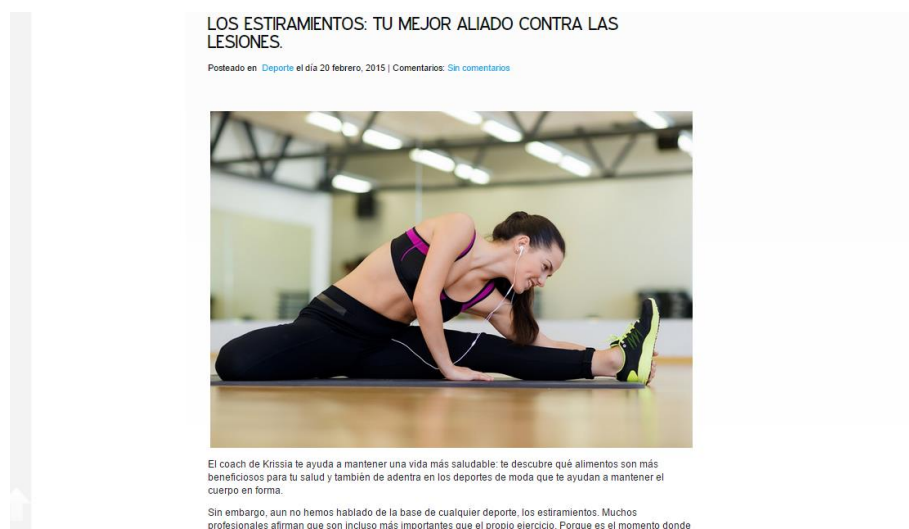 LOS ESTIRAMIENTOS: TU MEJOR ALIADO CONTRA LAS
LESIONES.
Posteado en Deporte el día 20 febrero, 2015 | Comentarios: Sin comentarios
El coach de Krissia te ayuda a mantener una vida más saludable: te descubre qué alimentos son más
beneficiosos para tu salud y también de adentra en los deportes de moda que te ayudan a mantener el
cuerpo en forma.
Sin embargo, aun no hemos hablado de la base de cualquier deporte, los estiramientos. Muchos
profesionales afirman que son incluso más importantes que el propio ejercicio. Porque es el momento donde